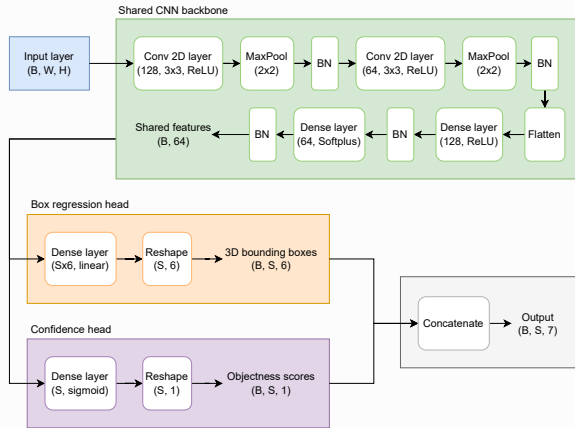 Shared CNN backbone
Input layer
(B, W, H)
Conv 2D layer
(128, 3x3, ReLU)
MaxPool
(2x2)
BN
Conv 2D layer
(64, 3x3, ReLU)
MaxPool
(2x2)
BN
Flatten
Dense layer
(128, ReLU)
BN
Dense layer
(64, Softplus)
BN
Shared features
(B, 64)
Box regression head
Dense layer
(Sx6, linear)
Reshape
(S, 6)
3D bounding boxes
(B, S, 6)
Confidence head
Dense layer
(S, sigmoid)
Reshape
(S, 1)
Objectness scores
(B, S, 1)
Concatenate
Output
(B, S, 7)